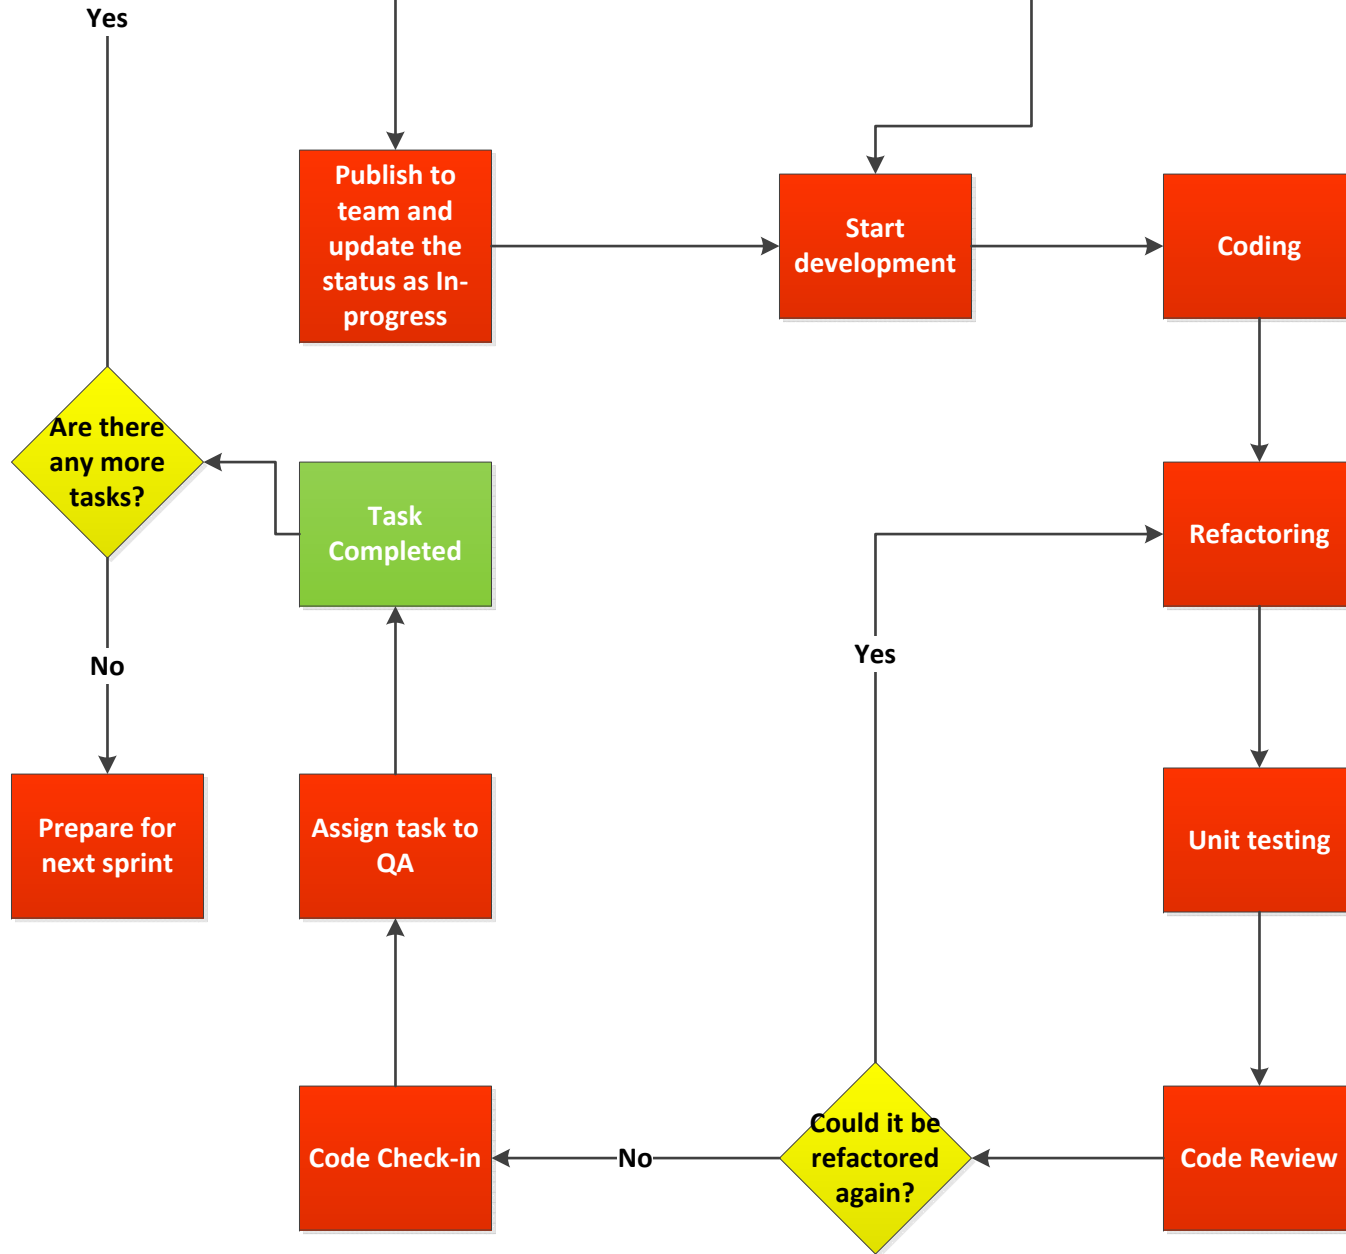 Yes
Publish to
team and
update the
status as In-
progress
Start
development
Coding
Are there
any more
tasks?
Task
Completed
Refactoring
No
Yes
Prepare for
next sprint
Assign task to
QA
Unit testing
Code Check-in
No
Could it be
refactored
again?
Code Review